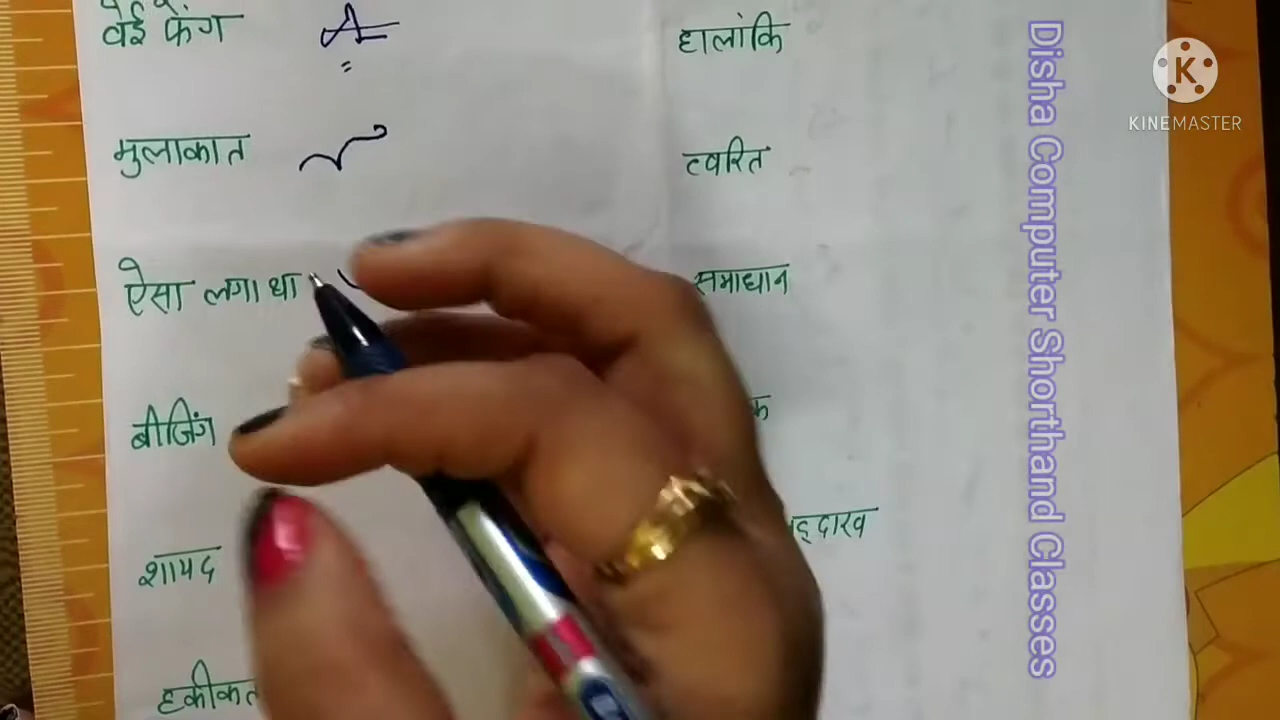 वेई फेंग
मुलाकात
ऐसा लगा था
बीजिंग
शायद
हकीकत
हालांकि
त्वरित
समाधान
Disha Computer Shorthand Classes
K
KINEMASTER